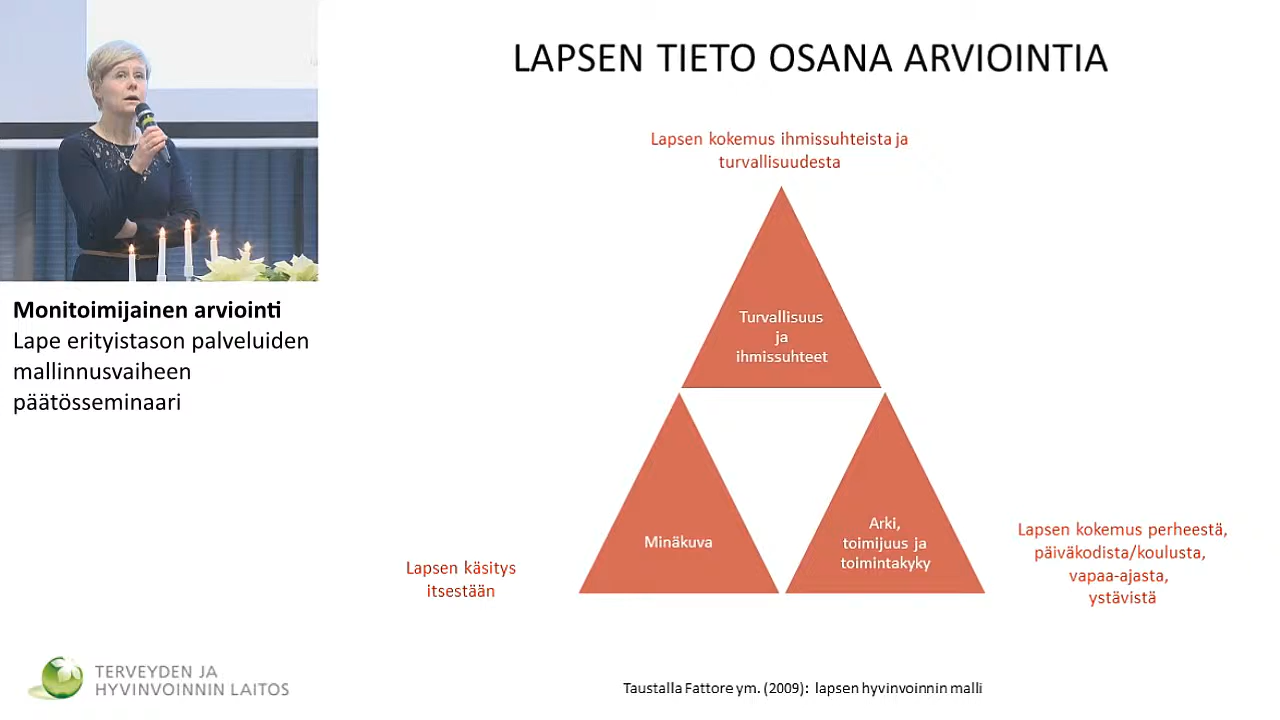 LAPSEN TIETO OSANA ARVIOINTIA
Lapsen kokemus ihmissuhteista ja
turvallisuudesta
Turvallisuus
ja
ihmissuhteet
Monitoimijainen arviointi
Lape erityistason palveluiden
mallinnusvaiheen
päätösseminaari
Minäkuva
Arki,
toimijuus ja
toimintakyky
Lapsen käsitys
itsestään
Lapsen kokemus perheestä,
päiväkodista/koulusta,
vapaa-ajasta,
ystävistä
TERVEYDEN JA
HYVINVOINNIN LAITOS
Taustalla Fattore ym. (2009): lapsen hyvinvoinnin malli